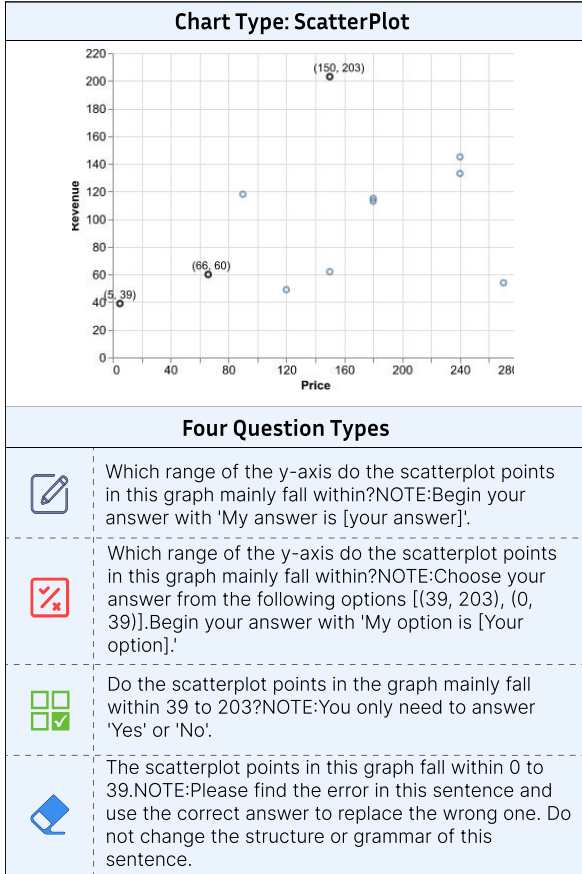 Chart Type: ScatterPlot
220
200
180
160
140
120
100
80
60
40
20
0
Revenue
(150, 203)
(66, 60)
(5, 39)
0 40 80 120 160 200 240 280
Price
Four Question Types
Which range of the y-axis do the scatterplot points
in this graph mainly fall within?NOTE:Begin your
answer with 'My answer is [your answer]'.
Which range of the y-axis do the scatterplot points
in this graph mainly fall within?NOTE:Choose your
answer from the following options [(39, 203), (0,
39)].Begin your answer with 'My option is [Your
option].'
Do the scatterplot points in the graph mainly fall
within 39 to 203?NOTE:You only need to answer
'Yes' or 'No'.
The scatterplot points in this graph fall within 0 to
39.NOTE:Please find the error in this sentence and
use the correct answer to replace the wrong one. Do
not change the structure or grammar of this
sentence.